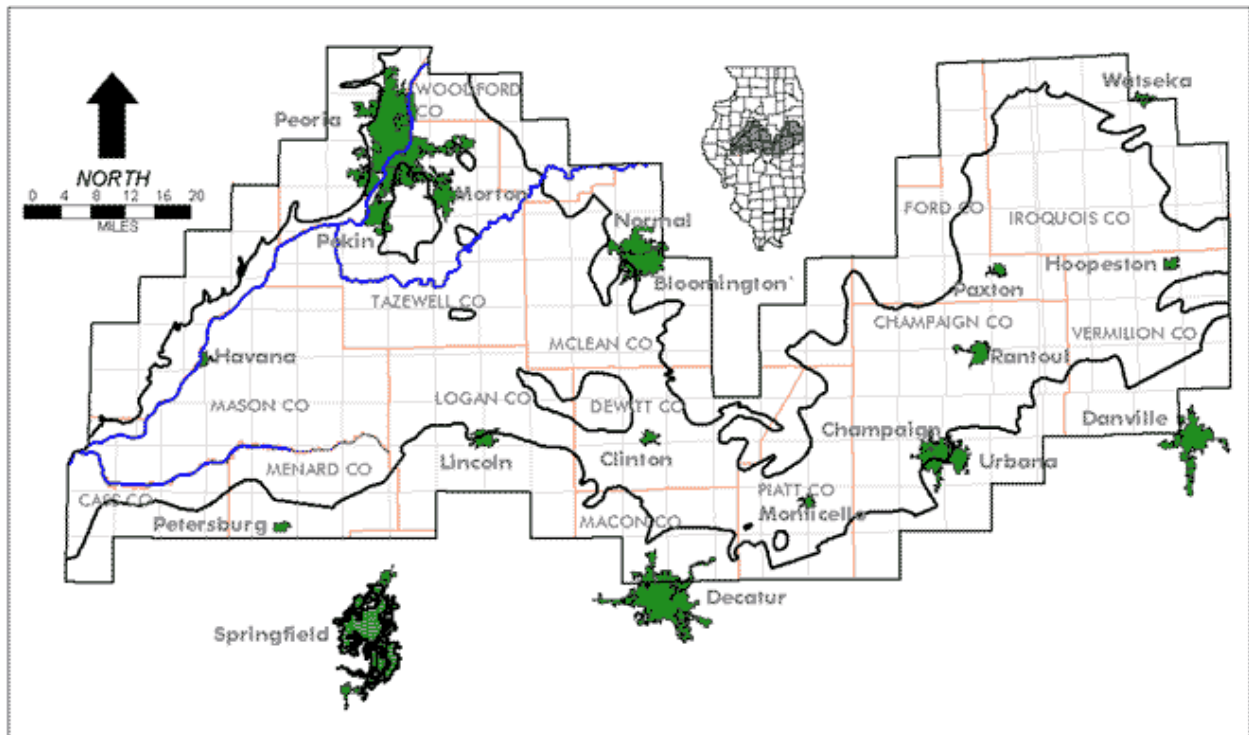 Watseka
WOODFORD
CO
Peoria
NORTH
0 4 8 12 16 20
MILES
Morton
Pekin
Normal
Bloomington'
FORD CO
IROQUOIS CO
Hoopeston
Paxton
TAZEWELL CO
CHAMPAIGN CO
VERMILION CO
MCLEAN CO
Rantoul
Havana
MASON CO
LOGAN CO
DEWITT CO
Champaign
Danville
Lincoln
Clinton
Urbana
MENARD CO
CASS CO
PIATT CO
Monticello
Petersburg
MACON CO
Decatur
Springfield